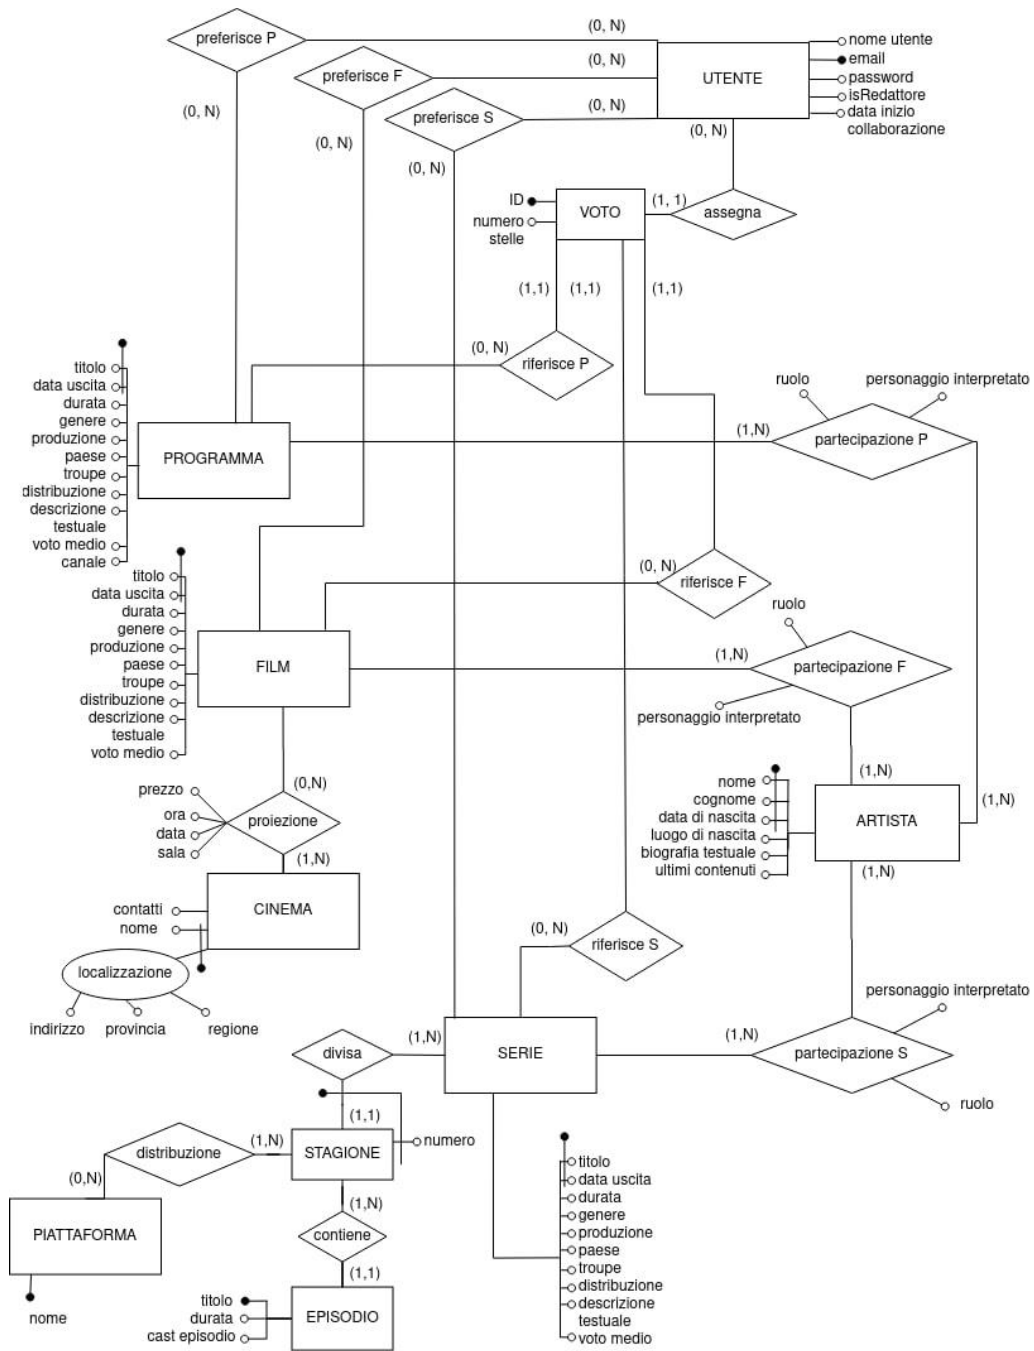 preferisce P
(0, N)
nome utente
preferisce F
(0, N)
UTENTE
email
password
isRedattore
data inizio
collaborazione
preferisce S
(0, N)
(0, N)
(0, N)
(0, N)
(0, N)
ID
VOTO
(1, 1)
assegna
numero
stelle
(1,1)
(1,1)
(1,1)
(0, N)
riferisce P
titolo
data uscita
durata
genere
produzione
paese
troupe
distribuzione
descrizione
testuale
voto medio
canale
PROGRAMMA
ruolo
personaggio interpretato
(1,N)
partecipazione P
(0, N)
riferisce F
titolo
data uscita
durata
genere
produzione
paese
troupe
distribuzione
descrizione
testuale
voto medio
FILM
ruolo
(1,N)
partecipazione F
personaggio interpretato
(1,N)
(1,N)
nome
cognome
data di nascita
luogo di nascita
biografia testuale
ultimi contenuti
ARTISTA
(1,N)
(0,N)
prezzo
ora
data
sala
proiezione
(1,N)
contatti
nome
CINEMA
localizzazione
indirizzo
provincia
regione
(0, N)
riferisce S
personaggio interpretato
divisa
(1,N)
SERIE
(1,N)
partecipazione S
ruolo
(1,1)
distribuzione
(1,N)
STAGIONE
numero
(0,N)
PIATTAFORMA
nome
(1,N)
contiene
(1,1)
titolo
durata
cast episodio
EPISODIO
titolo
data uscita
durata
genere
produzione
paese
troupe
distribuzione
descrizione
testuale
voto medio